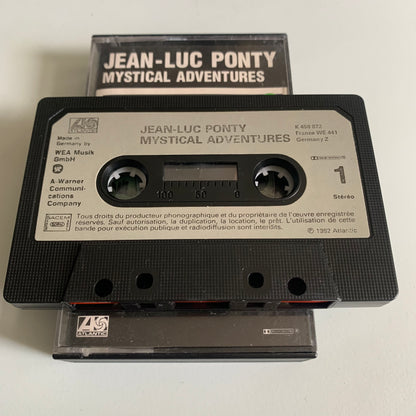 JEAN-LUC PONTY
MYSTICAL ADVENTURES
ATLANTIC
Made in
Germany by
WEA Musik
GmbH
A-Warner
Communi-
cations
Company
JEAN-LUC PONTY
MYSTICAL ADVENTURES
K 450 872
France WE 441
Germany Z
1
Stéréo
100 50 0
Tous droits du producteur phonographique et du propriétaire de l'œuvre enregistrée
réservés. Sauf autorisation, la duplication, la location, le prêt. L'utilisation de cette
bande pour exécution publique et radiodiffusion sont interdits.
℗ 1982 Atlantic
ATLANTIC